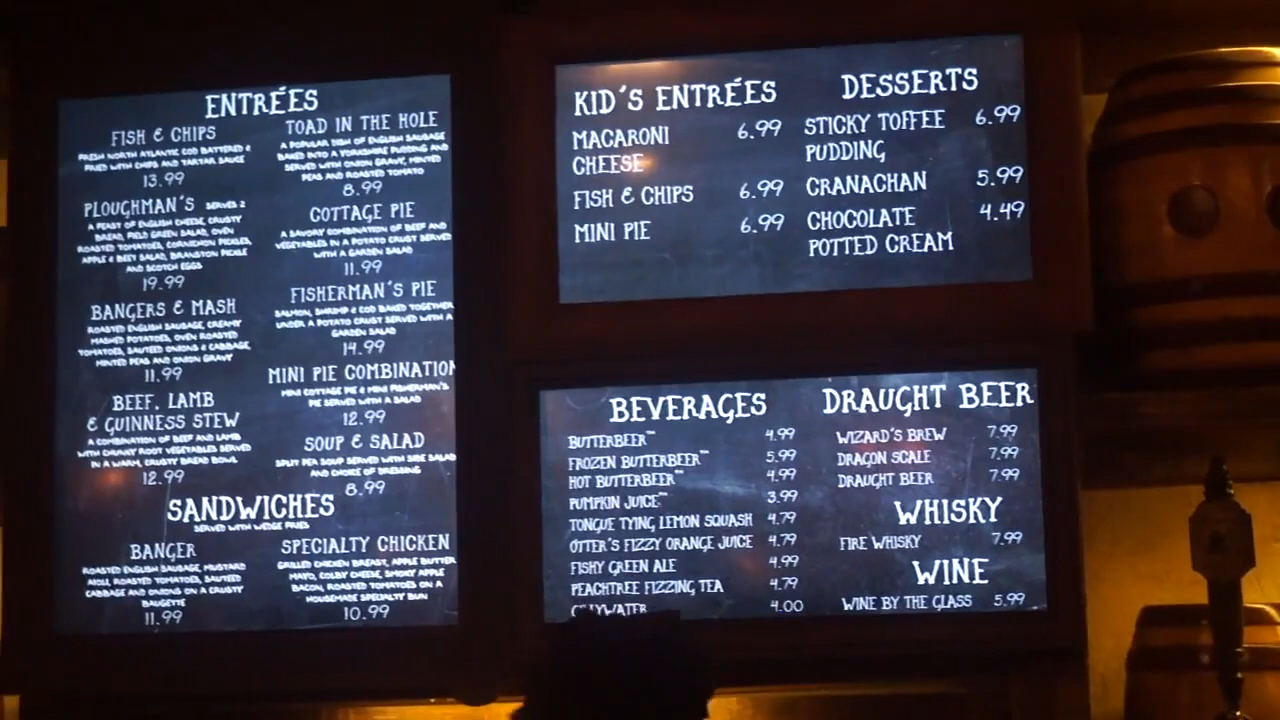 ENTRÉES
FISH & CHIPS
FRESH NORTH ATLANTIC COD BATTERED &
FRIED WITH CHIPS AND TARTAR SAUCE
13.99
PLOUGHMAN'S SERVES 2
A FEAST OF ENGLISH CHEESE, CRUSTY
BREAD, FIELD GREEN SALAD, OVEN
ROASTED TOMATOES, CORNICHON PICKLES,
APPLE & BEET SALAD, BRANSTON PICKLE
AND SCOTCH EGGS
19.99
BANGERS & MASH
ROASTED ENGLISH SAUSAGE, CREAMY
MASHED POTATOES, OVEN ROASTED
TOMATOES, SAUTEED ONIONS & CABBAGE,
MINTED PEAS AND ONION GRAVY
11.99
BEEF, LAMB
& GUINNESS STEW
A COMBINATION OF BEEF AND LAMB
WITH CHUNKY ROOT VEGETABLES SERVED
IN A WARM, CRUSTY BREAD BOWL
12.99
TOAD IN THE HOLE
A POPULAR DISH OF ENGLISH SAUSAGE
BAKED INTO A YORKSHIRE PUDDING AND
SERVED WITH ONION GRAVY, MINTED
PEAS AND ROASTED TOMATO
8.99
COTTAGE PIE
A SAVORY COMBINATION OF BEEF AND
VEGETABLES IN A POTATO CRUST SERVED
WITH A GARDEN SALAD
11.99
FISHERMAN'S PIE
SALMON, SHRIMP & COD BAKED TOGETHER
UNDER A POTATO CRUST SERVED WITH A
GARDEN SALAD
14.99
MINI PIE COMBINATION
MINI COTTAGE PIE & MINI FISHERMAN'S
PIE SERVED WITH A SALAD
12.99
SOUP & SALAD
SPLIT PEA SOUP SERVED WITH SIDE SALAD
AND CHOICE OF DRESSING
8.99
SANDWICHES
SERVED WITH WEDGE FRIES
BANGER
ROASTED ENGLISH SAUSAGE, MUSTARD
AIOLI, ROASTED TOMATOES, SAUTEED
CABBAGE AND ONIONS ON A CRUSTY
BAUGETTE
11.99
SPECIALTY CHICKEN
GRILLED CHICKEN BREAST, APPLE BUTTER
MAYO, COLBY CHEESE, SMOKY APPLE
BACON, ROASTED TOMATOES ON A
HOUSEMADE SPECIALTY BUN
10.99
KID'S ENTRÉES
MACARONI 6.99
CHEESE
FISH & CHIPS 6.99
MINI PIE 6.99
DESSERTS
STICKY TOFFEE 6.99
PUDDING
CRANACHAN 5.99
CHOCOLATE 4.49
POTTED CREAM
BEVERAGES
BUTTERBEER™ 4.99
FROZEN BUTTERBEER™ 5.99
HOT BUTTERBEER™ 4.99
PUMPKIN JUICE™ 3.99
TONGUE TYING LEMON SQUASH 4.79
OTTER'S FIZZY ORANGE JUICE 4.79
FISHY GREEN ALE 4.99
PEACHTREE FIZZING TEA 4.79
4.00
DRAUGHT BEER
WIZARD'S BREW 7.99
DRAGON SCALE 7.99
DRAUGHT BEER 7.99
WHISKY
FIRE WHISKY 7.99
WINE
WINE BY THE GLASS 5.99